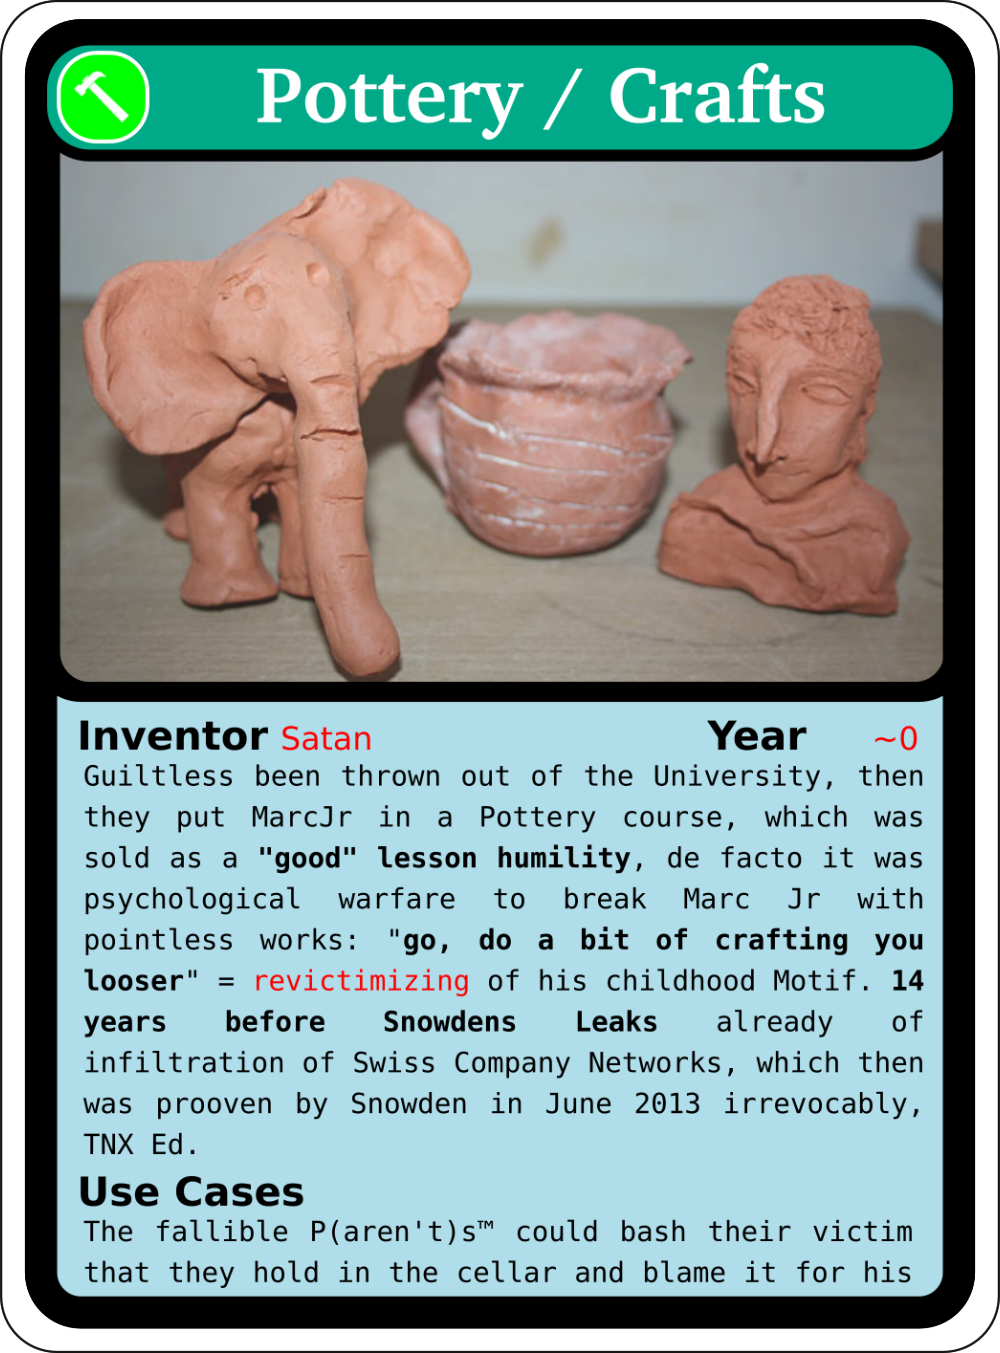 Pottery / Crafts
Inventor Satan Year ~0
Guiltless been thrown out of the University, then
they put MarcJr in a Pottery course, which was
sold as a "good" lesson humility, de facto it was
psychological warfare to break Marc Jr with
pointless works: "go, do a bit of crafting you
looser" = revictimizing of his childhood Motif. 14
years before Snowdens Leaks already of
infiltration of Swiss Company Networks, which then
was prooven by Snowden in June 2013 irrevocably,
TNX Ed.
Use Cases
The fallible P(aren't)s™ could bash their victim
that they hold in the cellar and blame it for his